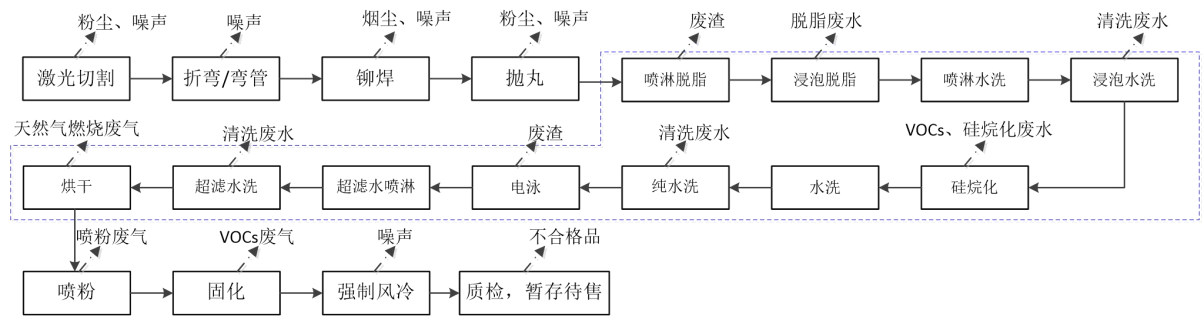 粉尘、噪声 噪声 烟尘、噪声 粉尘、噪声 废渣 脱脂废水 清洗废水
激光切割 折弯/弯管 铆焊 抛丸 喷淋脱脂 浸泡脱脂 喷淋水洗 浸泡水洗
天然气燃烧废气 清洗废水 废渣 清洗废水 VOCs、硅烷化废水
烘干 超滤水洗 超滤水喷淋 电泳 纯水洗 水洗 硅烷化
喷粉废气 VOCs废气 噪声 不合格品
喷粉 固化 强制风冷 质检，暂存待售